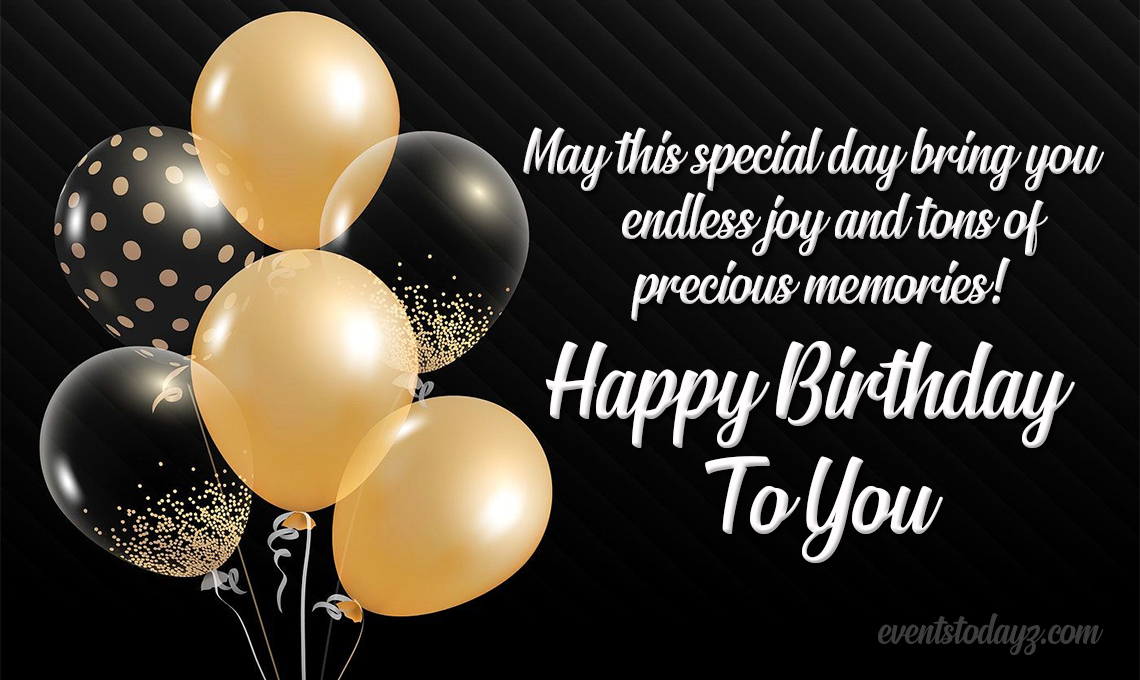 May this special day bring you
endless joy and tons of
precious memories!
Happy Birthday
To You
eventstodayz.com